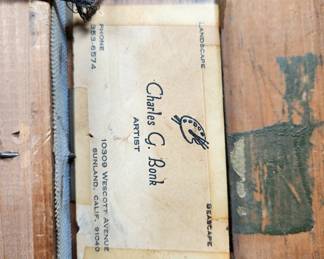 LANDSCAPE
SEASCAPE
Charles G. Bonk
ARTIST
PHONE
353-6574
10309 WESCOTT AVENUE
SUNLAND, CALIF. 91040